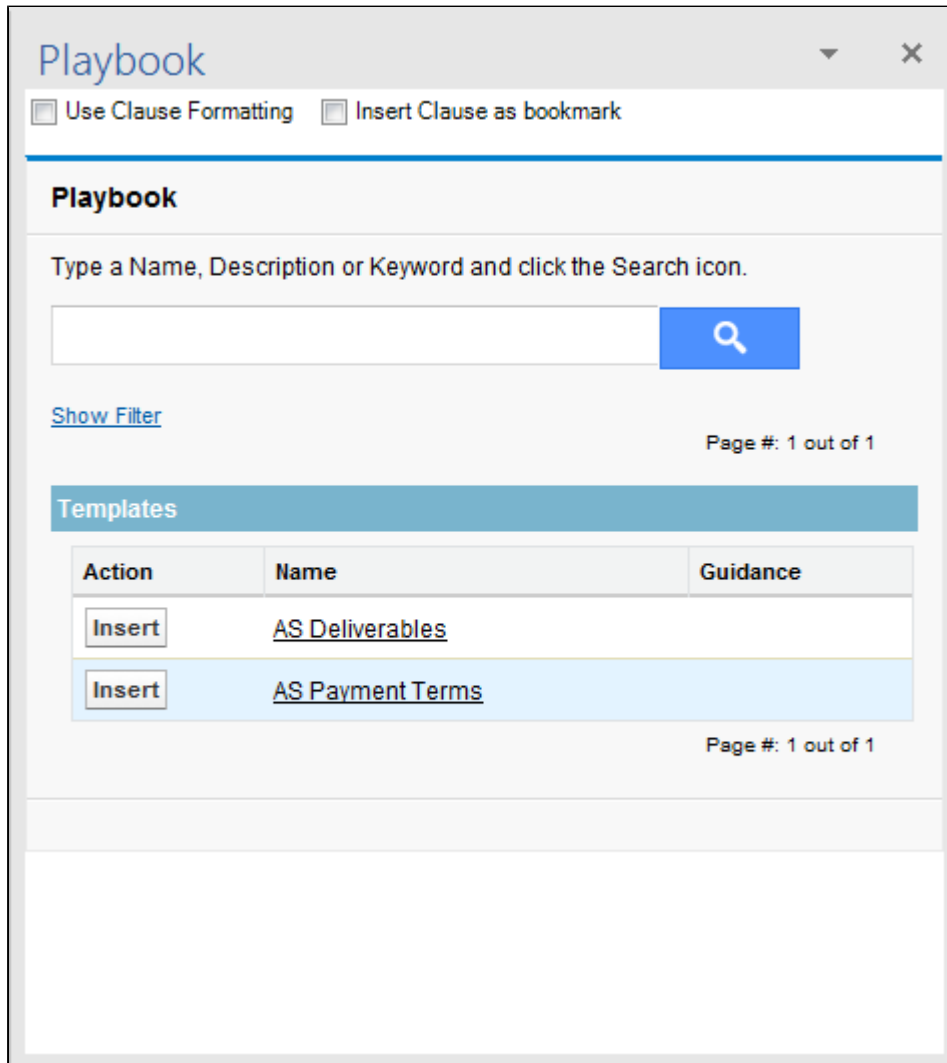 Playbook
Use Clause Formatting Insert Clause as bookmark
Playbook
Type a Name, Description or Keyword and click the Search icon.
Show Filter
Page #: 1 out of 1
Templates
Action Name Guidance
Insert AS Deliverables
Insert AS Payment Terms
Page #: 1 out of 1